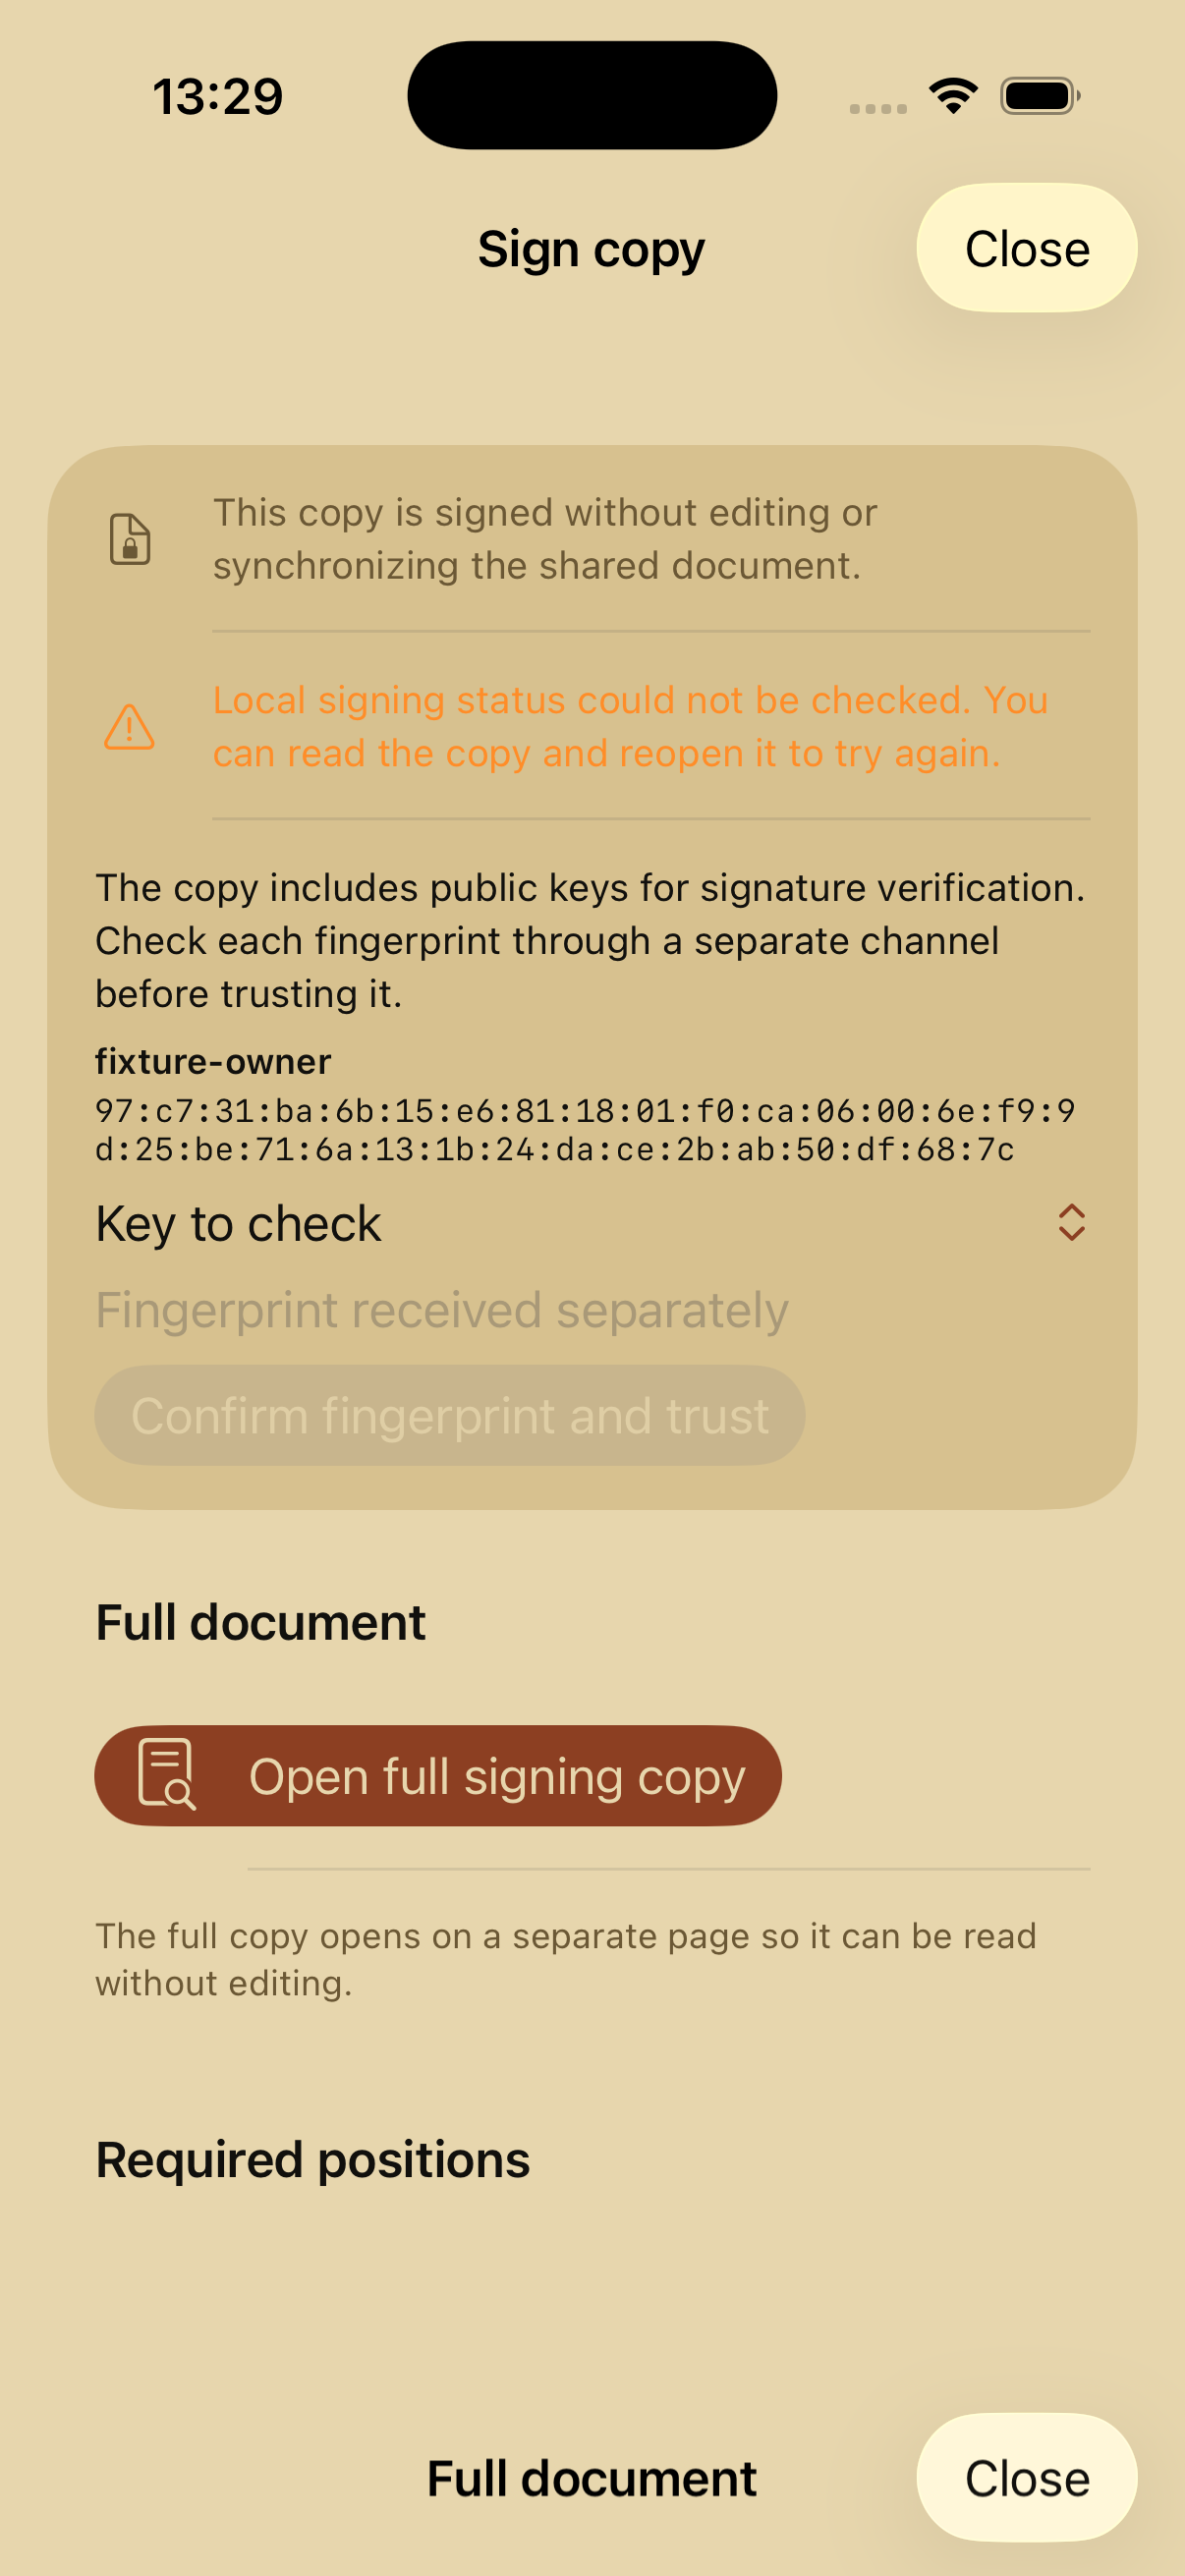 13:29
Sign copy
Close
This copy is signed without editing or
synchronizing the shared document.
Local signing status could not be checked. You
can read the copy and reopen it to try again.
The copy includes public keys for signature verification.
Check each fingerprint through a separate channel
before trusting it.
fixture-owner
97:c7:31:ba:6b:15:e6:81:18:01:f0:ca:06:00:6e:f9:9
d:25:be:71:6a:13:1b:24:da:ce:2b:ab:50:df:68:7c
Key to check
Fingerprint received separately
Confirm fingerprint and trust
Full document
Open full signing copy
The full copy opens on a separate page so it can be read
without editing.
Required positions
Full document
Close